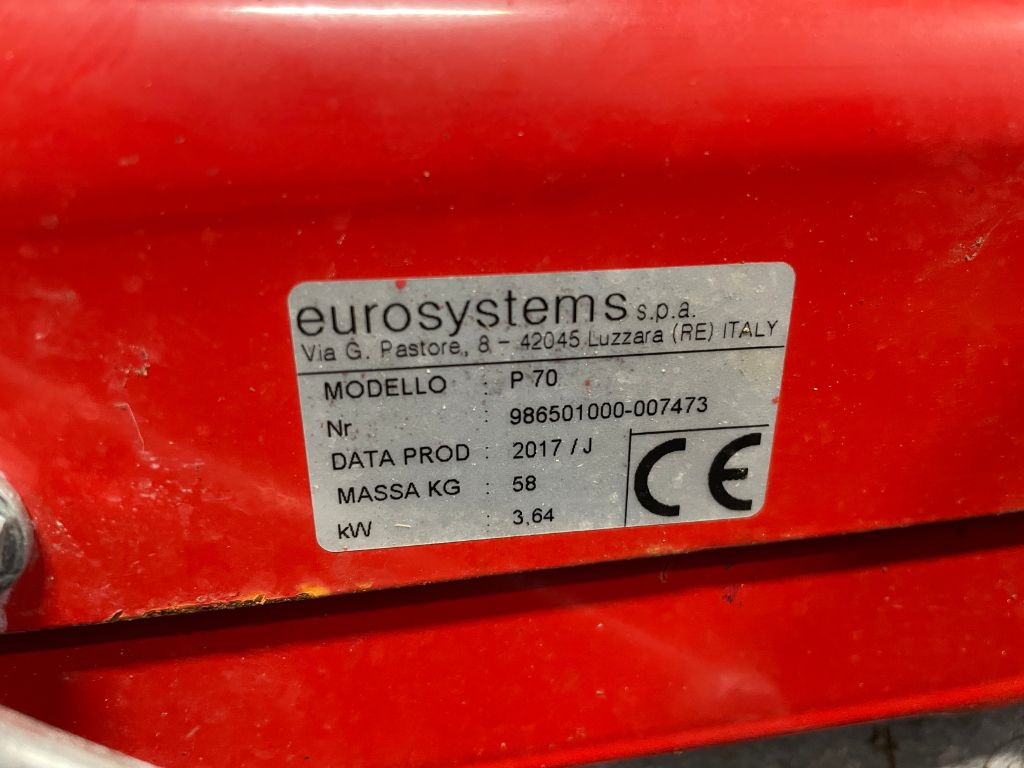 eurosystems s.p.a.
Via G. Pastore, 8 - 42045 Luzzara (RE) ITALY
MODELLO : P 70
Nr : 986501000-007473
DATA PROD : 2017 / J
MASSA KG : 58
kW : 3,64
CE